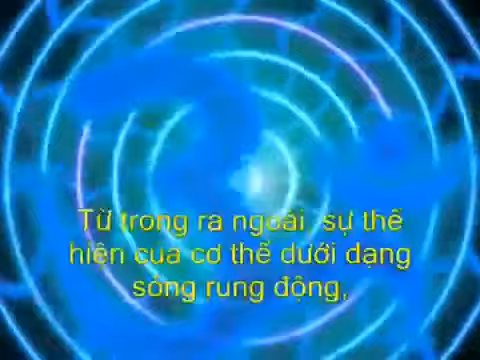 Từ trong ra ngoài, sự thể
hiện của cơ thể dưới dạng
sóng rung động,